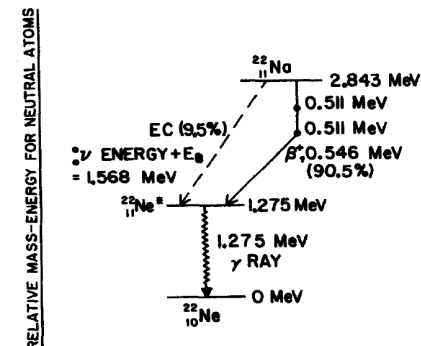 RELATIVE MASS-ENERGY FOR NEUTRAL ATOMS
²²₁₁Na
2.843 MeV
0.511 MeV
EC (9.5%)
0.511 MeV
∴ν ENERGY+E_B
= 1.568 MeV
β⁺, 0.546 MeV
(90.5%)
²²₁₁Ne*
1.275 MeV
1.275 MeV
γ RAY
0 MeV
²²₁₀Ne